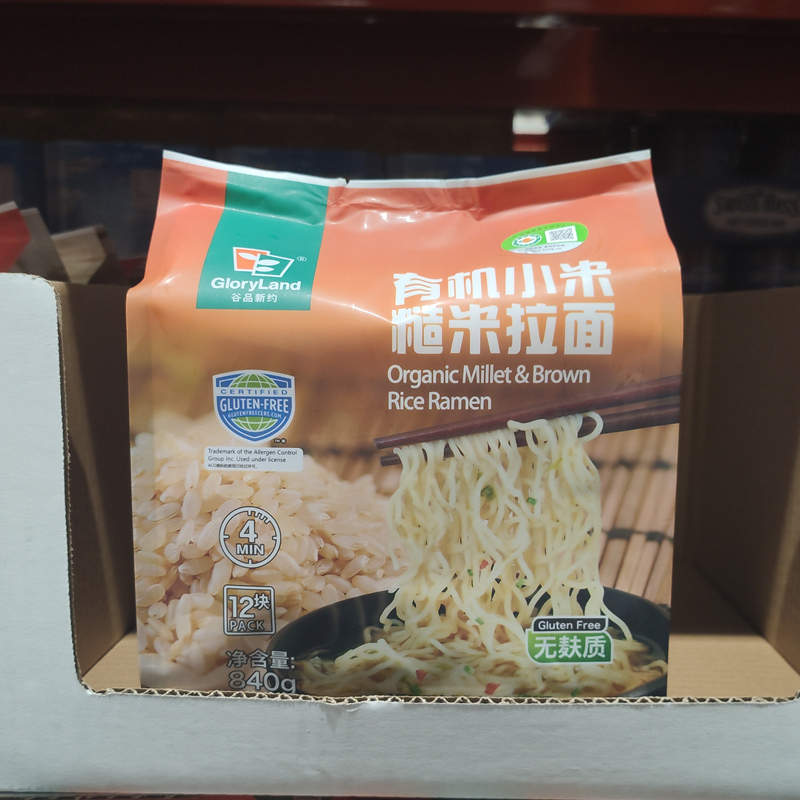 GloryLand®
谷品新约
有机小米
糙米拉面
Organic Millet & Brown
Rice Ramen
CERTIFIED
GLUTEN-FREE
GLUTENFREECERT.COM
Trademark of the Allergen Control
Group Inc. Used under license
4
MIN
12块
PACK
净含量:
840g
Gluten Free
无麸质